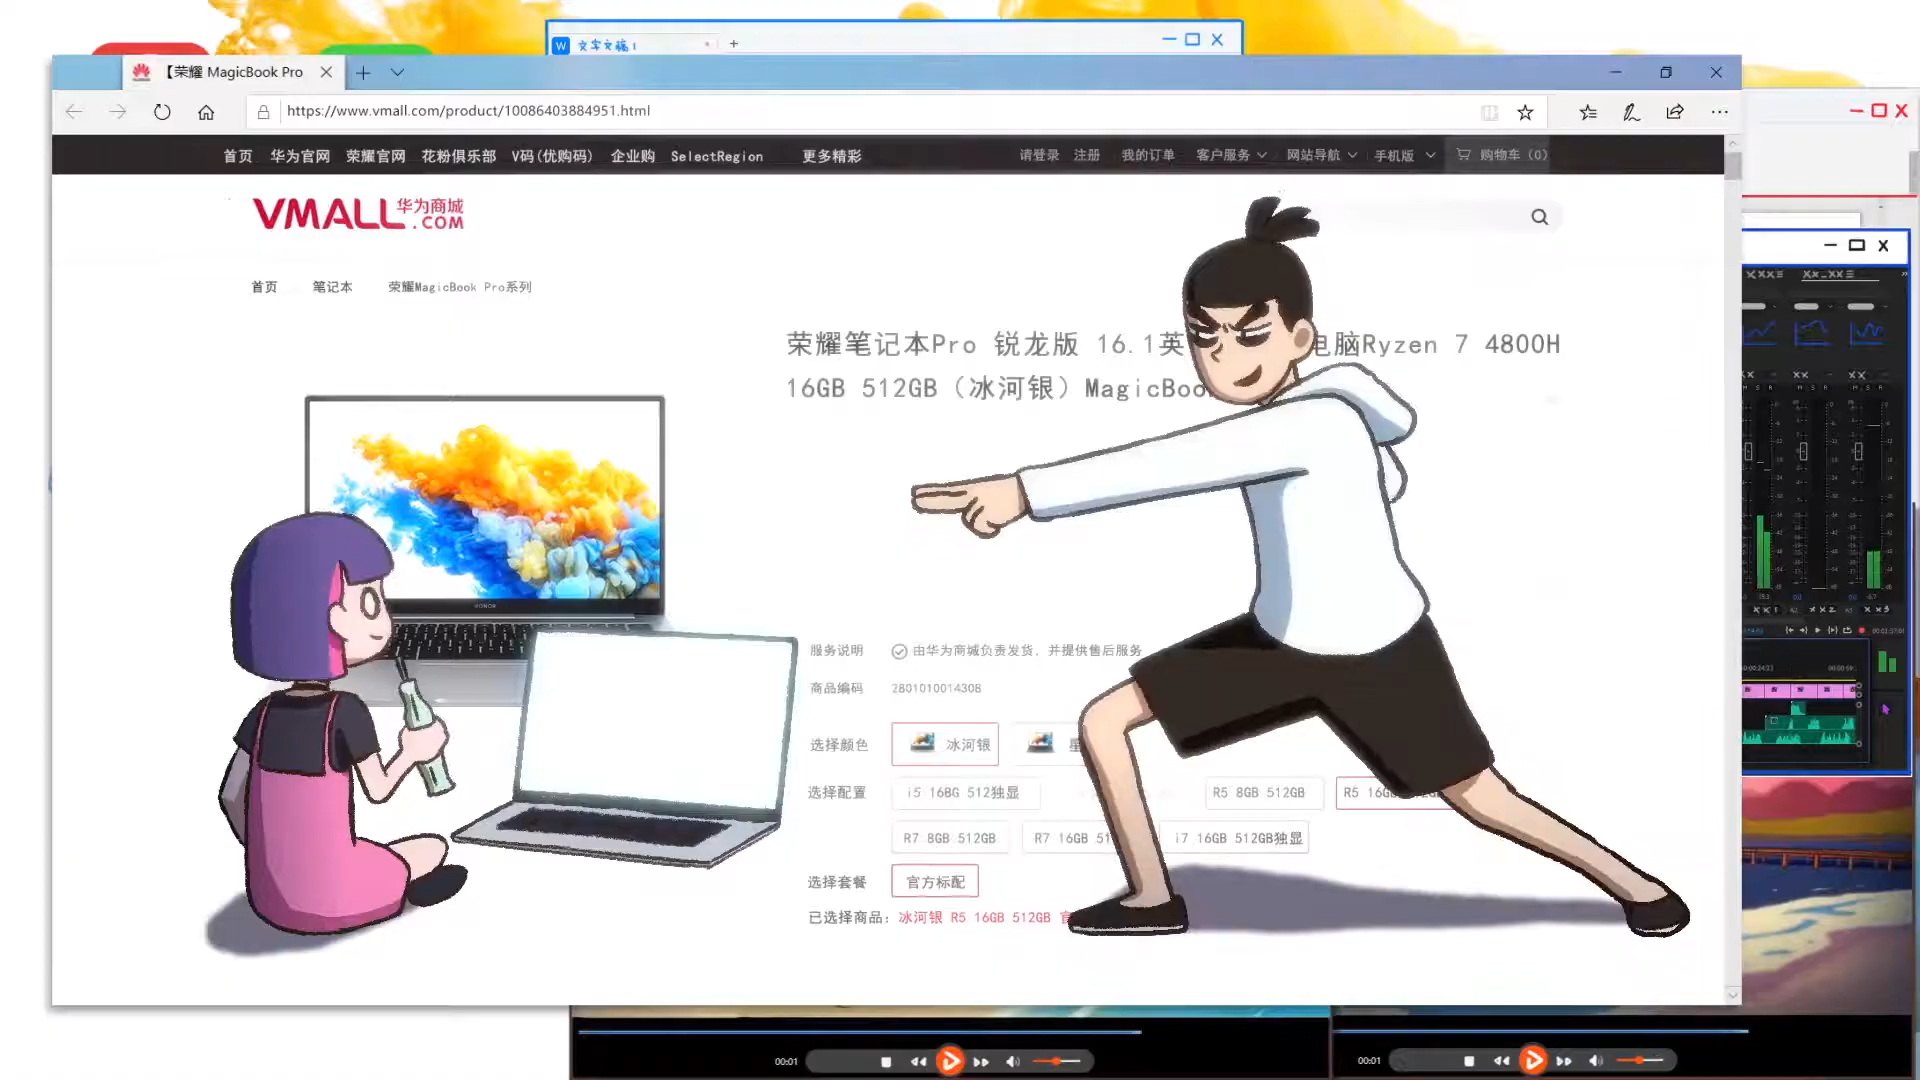 文字文稿1
【荣耀 MagicBook Pro
https://www.vmall.com/product/10086403884951.html
首页 华为官网 荣耀官网 花粉俱乐部 V码(优购码) 企业购 SelectRegion 更多精彩 请登录 注册 我的订单 客户服务 网站导航 手机版 购物车 (0)
VMALL.COM 华为商城
首页 笔记本 荣耀MagicBook Pro系列
荣耀笔记本Pro 锐龙版 16.1英 电脑Ryzen 7 4800H
16GB 512GB（冰河银）MagicBoo
HONOR
服务说明 由华为商城负责发货，并提供售后服务
商品编码 2801010014308
选择颜色 冰河银 星
选择配置 i5 16BG 512独显 R5 8GB 512GB R5 16GB
R7 8GB 512GB R7 16GB 51 i7 16GB 512GB独显
选择套餐 官方标配
已选择商品：冰河银 R5 16GB 512GB 官
00:01
00:01